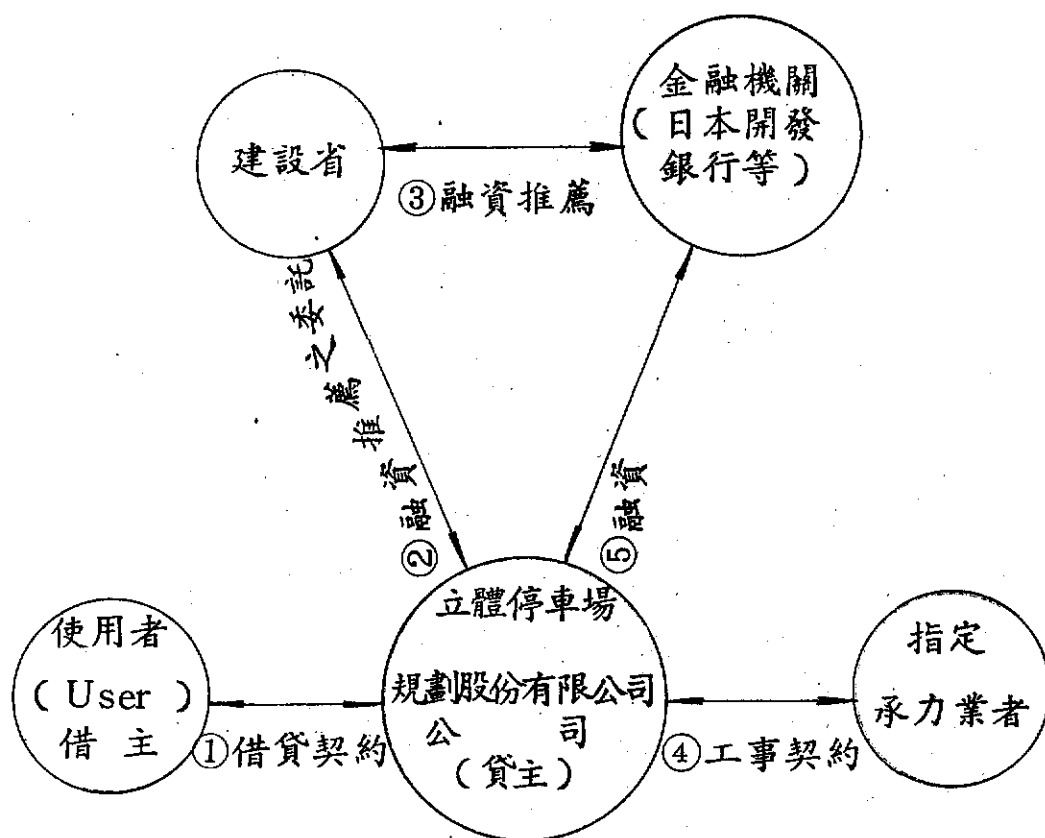 建設省
金融機關
(日本開發
銀行等)
③融資推薦
②融資推薦之委託
⑤融資
使用者
(User)
借主
①借貸契約
立體停車場
規劃股份有限公司
公司
(貸主)
④工事契約
指定
承力業者